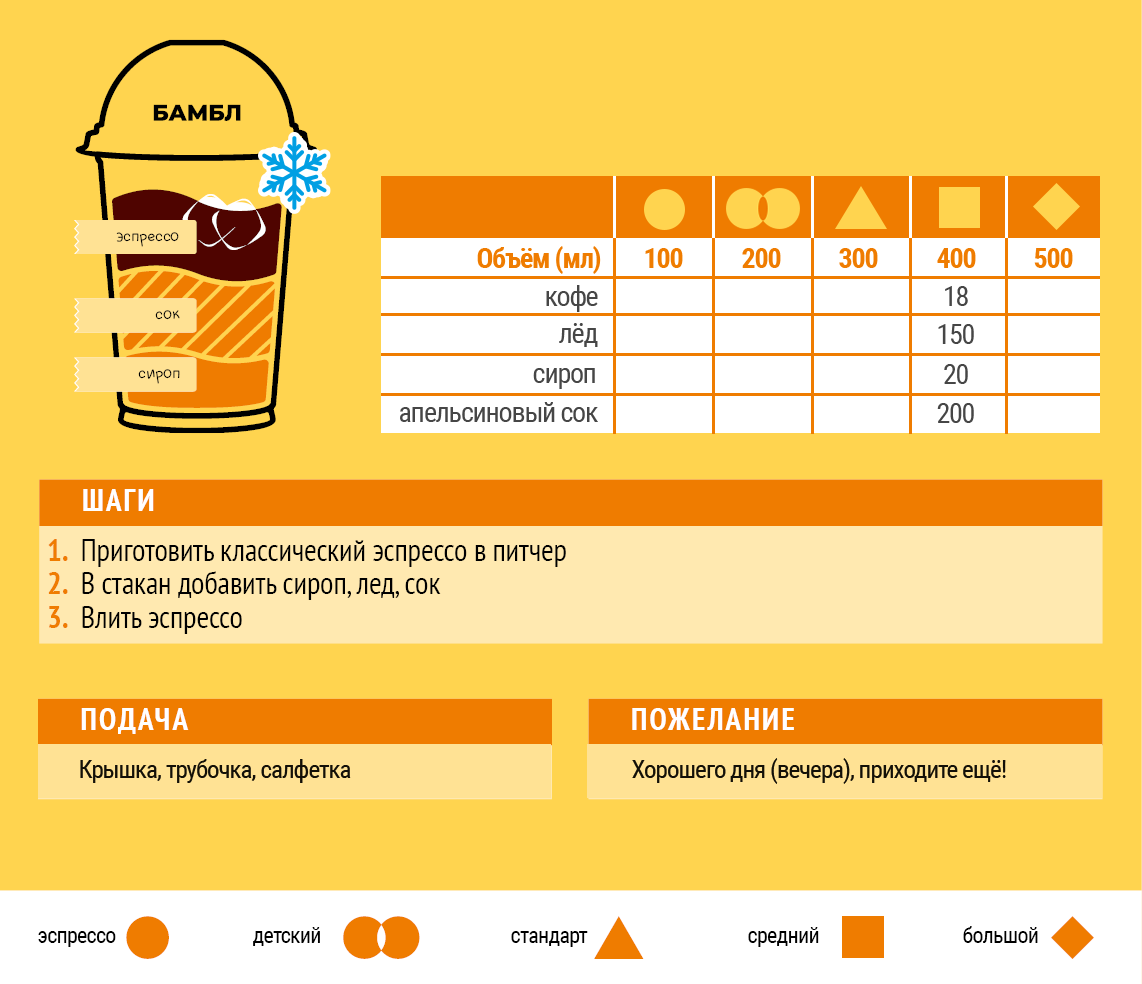 БАМБЛ
эспрессо
сок
сироп
Объём (мл) 100 200 300 400 500
кофе 18
лёд 150
сироп 20
апельсиновый сок 200
ШАГИ
1. Приготовить классический эспрессо в питчер
2. В стакан добавить сироп, лед, сок
3. Влить эспрессо
ПОДАЧА
Крышка, трубочка, салфетка
ПОЖЕЛАНИЕ
Хорошего дня (вечера), приходите ещё!
эспрессо детский стандарт средний большой